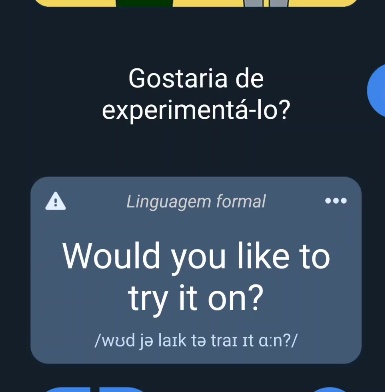 Gostaria de
experimentá-lo?
Linguagem formal
Would you like to
try it on?
/wʊd jə laɪk tə traɪ ɪt ɑːn?/